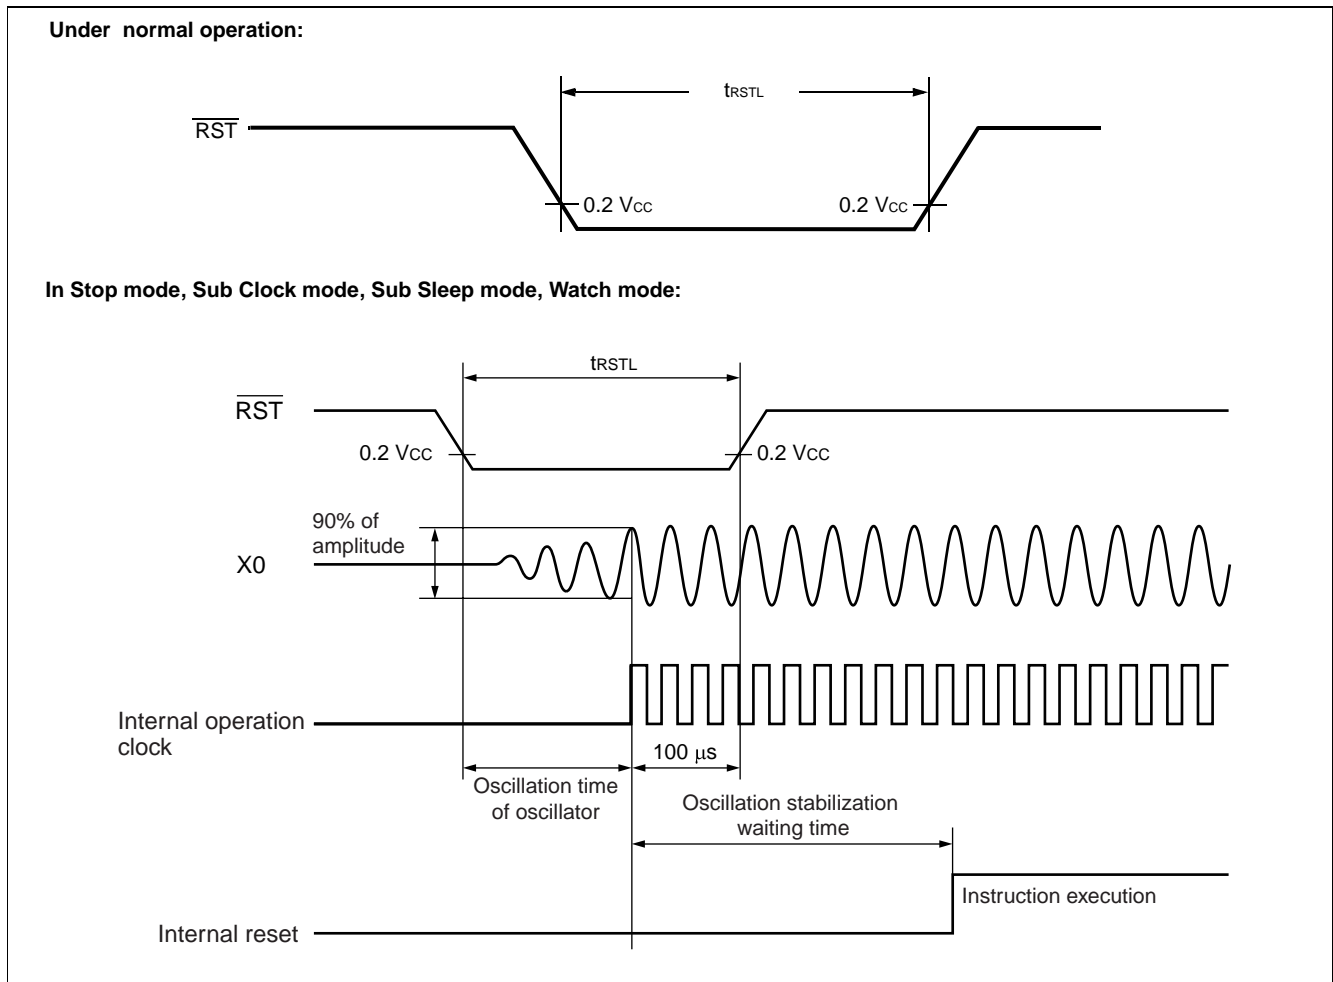 Under normal operation:
tRSTL
RST
0.2 VCC
0.2 VCC
In Stop mode, Sub Clock mode, Sub Sleep mode, Watch mode:
tRSTL
RST
0.2 VCC
0.2 VCC
90% of
amplitude
X0
Internal operation
clock
100 μs
Oscillation time
of oscillator
Oscillation stabilization
waiting time
Instruction execution
Internal reset